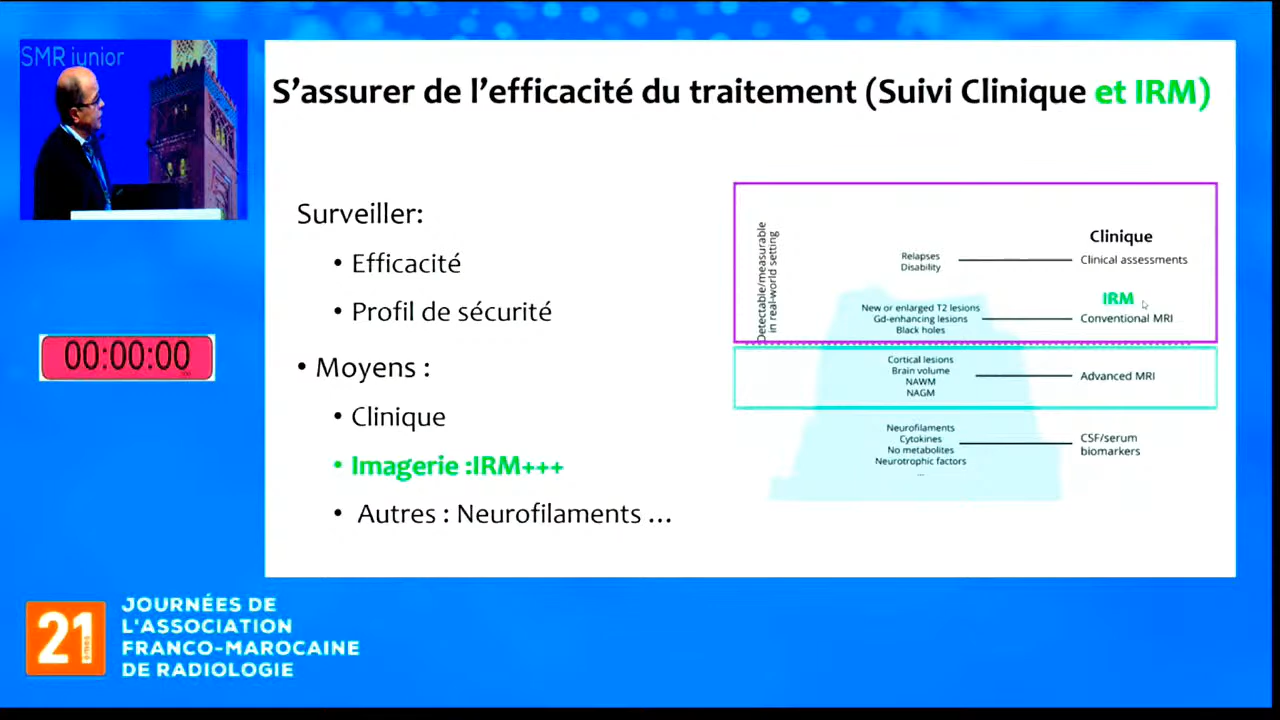 SMR junior
S'assurer de l'efficacité du traitement (Suivi Clinique et IRM)
Surveiller:
• Efficacité
• Profil de sécurité
• Moyens :
• Clinique
• Imagerie :IRM+++
• Autres : Neurofilaments ...
Detectable/measurable
in real-world setting
Clinique
Relapses
Disability
Clinical assessments
IRM
New or enlarged T2 lesions
Gd-enhancing lesions
Black holes
Conventional MRI
Cortical lesions
Brain volume
NAWM
NAGM
Advanced MRI
Neurofilaments
Cytokines
No metabolites
Neurotrophic factors
...
CSF/serum
biomarkers
00:00:00
21
èmes
JOURNÉES DE
L'ASSOCIATION
FRANCO-MAROCAINE
DE RADIOLOGIE